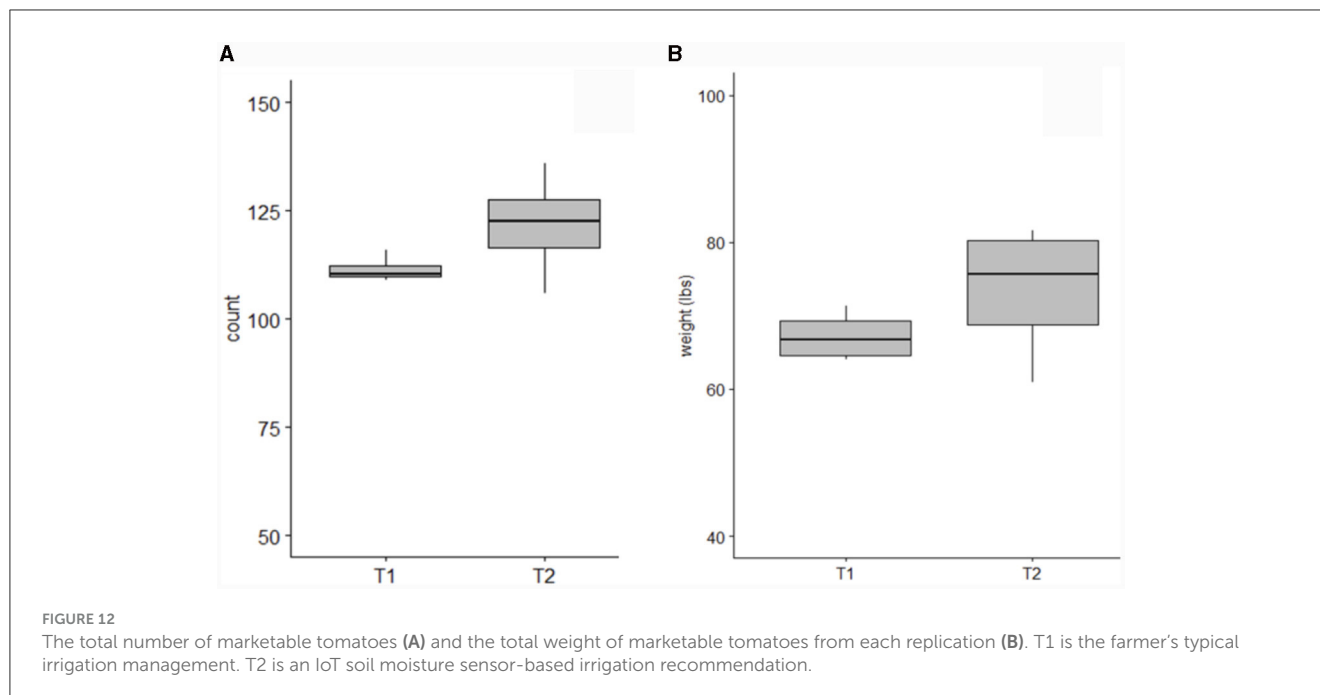 A
B
150
125
100
75
50
count
T1
T2
100
80
60
40
weight (lbs)
T1
T2
FIGURE 12
The total number of marketable tomatoes (A) and the total weight of marketable tomatoes from each replication (B). T1 is the farmer's typical
irrigation management. T2 is an IoT soil moisture sensor-based irrigation recommendation.